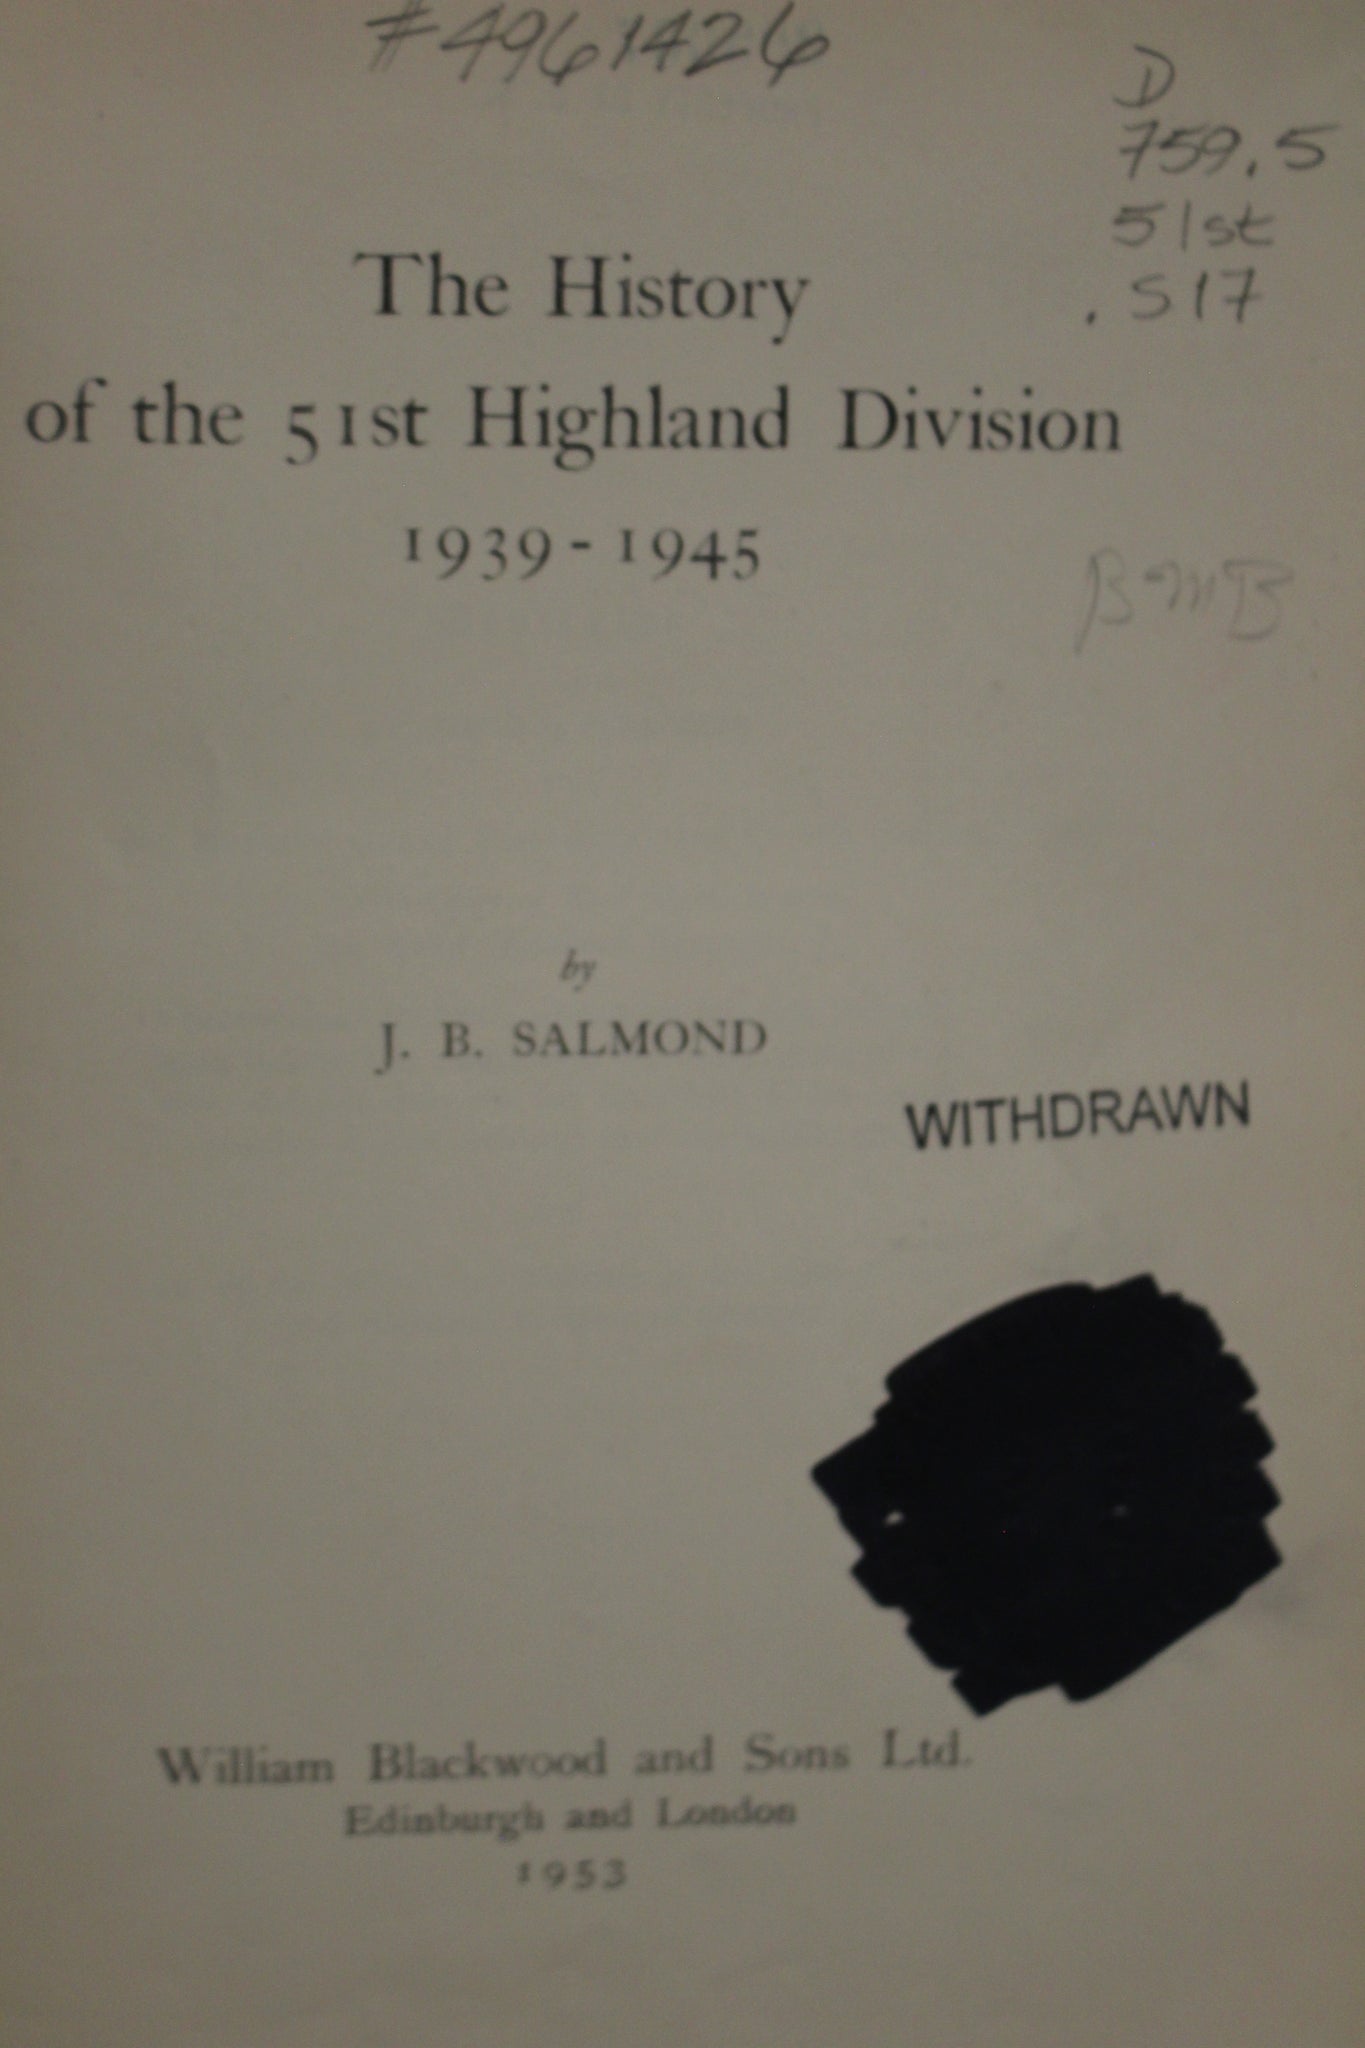 #4961426
D
759.5
51st
.S17
The History
of the 51st Highland Division
1939-1945
BMB
by
J. B. SALMOND
WITHDRAWN
William Blackwood and Sons Ltd.
Edinburgh and London
1953